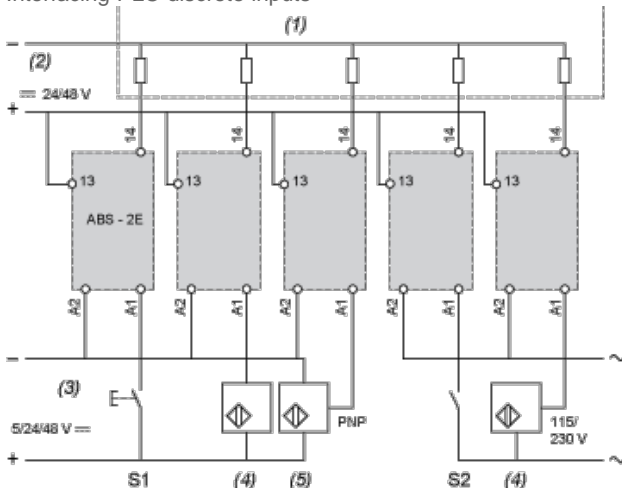 Interfacing PLC discrete inputs
(1)
−
(2)
⎓ 24/48 V
+
14 14 14 14 14
13 13 13 13 13
ABS - 2E
A2 A1 A2 A1 A2 A1 A2 A1 A2 A1
− ~
(3)
5/24/48 V ⎓
PNP
115/
230 V
+ ~
S1 (4) (5) S2 (4)